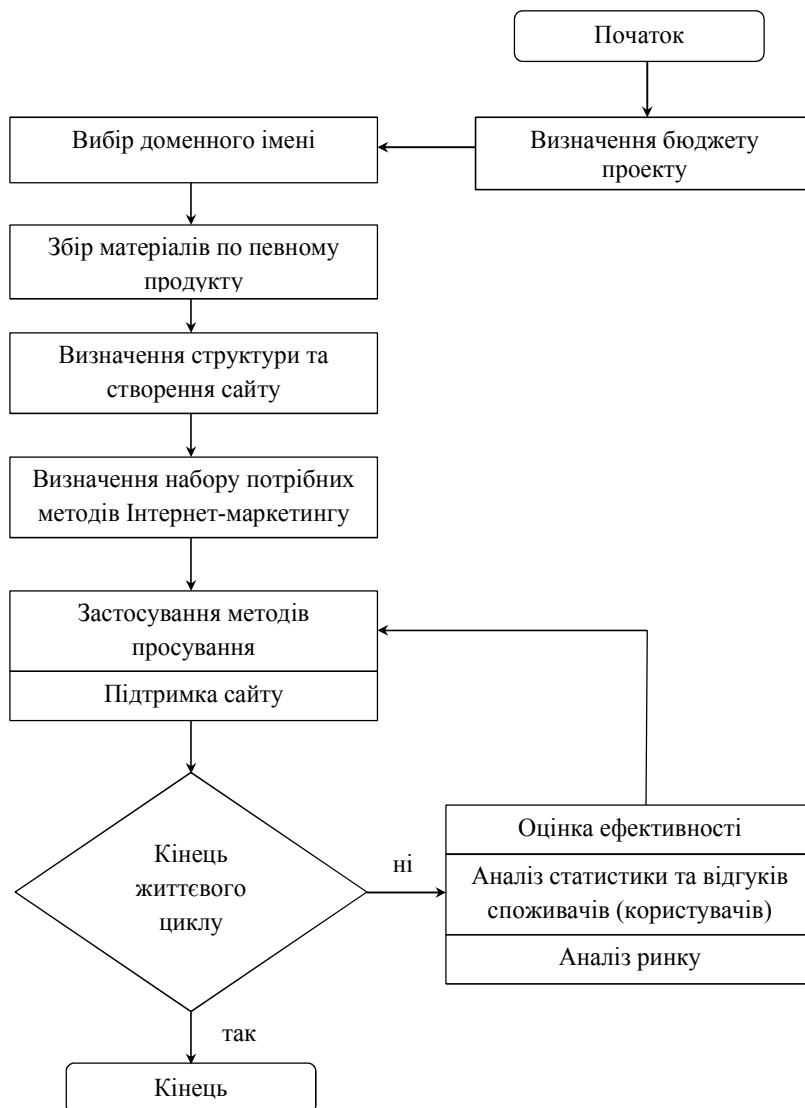 Початок
Визначення бюджету
проекту
Вибір доменного імені
Збір матеріалів по певному
продукту
Визначення структури та
створення сайту
Визначення набору потрібних
методів Інтернет-маркетингу
Застосування методів
просування
Підтримка сайту
Кінець
життєвого
циклу
ні
Оцінка ефективності
Аналіз статистики та відгуків
споживачів (користувачів)
Аналіз ринку
так
Кінець